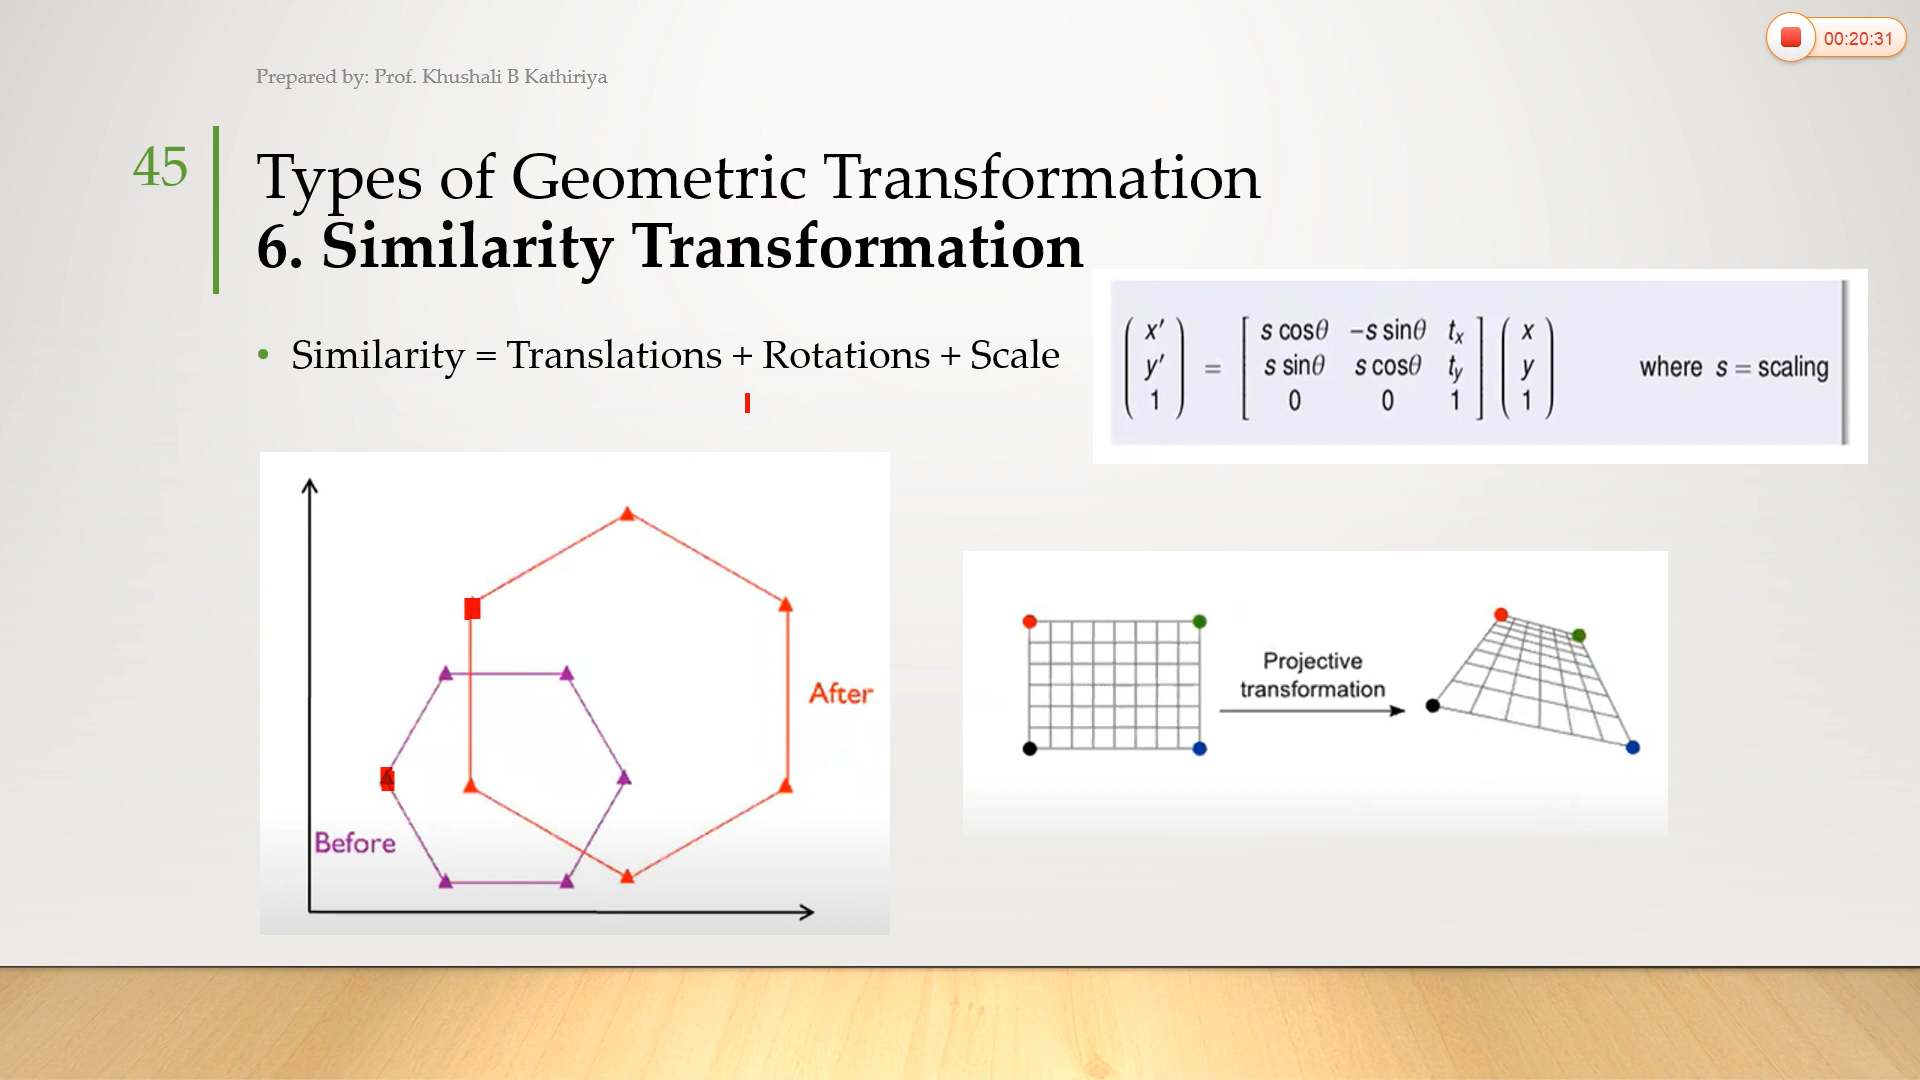 00:20:31
Prepared by: Prof. Khushali B Kathiriya
45
Types of Geometric Transformation
6. Similarity Transformation
• Similarity = Translations + Rotations + Scale
x′ s cosθ −s sinθ tx x
y′ = s sinθ s cosθ ty y where s = scaling
1 0 0 1 1
After
Before
Projective
transformation